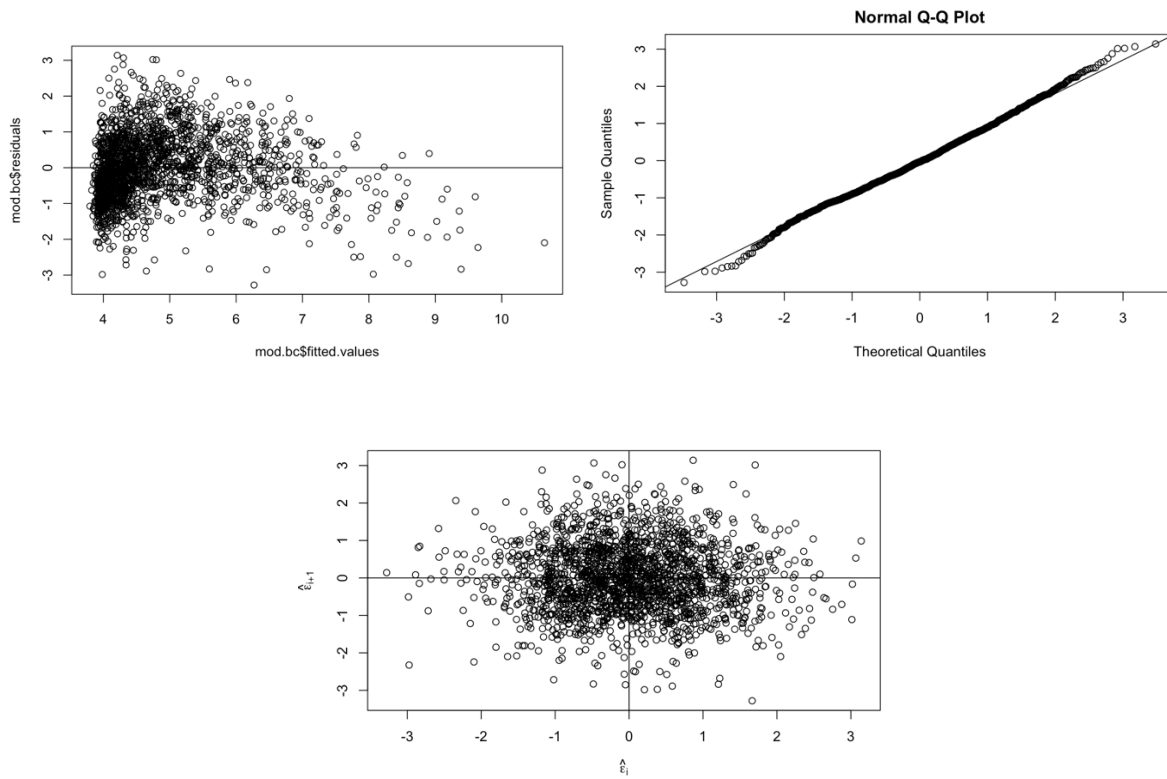 mod.bc$residuals
3
2
1
0
-1
-2
-3
4 5 6 7 8 9 10
mod.bc$fitted.values
Normal Q-Q Plot
Sample Quantiles
3
2
1
0
-1
-2
-3
-3 -2 -1 0 1 2 3
Theoretical Quantiles
ε̂i+1
3
2
1
0
-1
-2
-3
-3 -2 -1 0 1 2 3
ε̂i